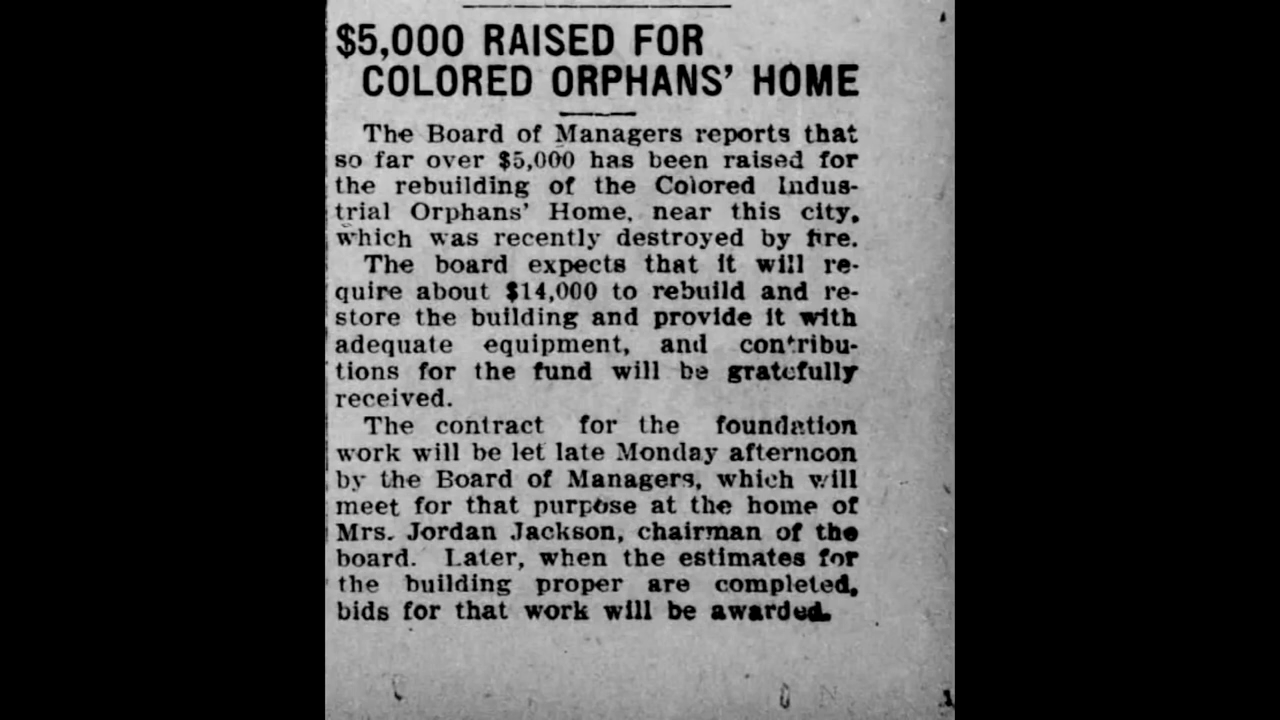 $5,000 RAISED FOR
COLORED ORPHANS' HOME
The Board of Managers reports that
so far over $5,000 has been raised for
the rebuilding of the Colored Indus-
trial Orphans' Home, near this city,
which was recently destroyed by fire.
The board expects that it will re-
quire about $14,000 to rebuild and re-
store the building and provide it with
adequate equipment, and contribu-
tions for the fund will be gratefully
received.
The contract for the foundation
work will be let late Monday afternoon
by the Board of Managers, which will
meet for that purpose at the home of
Mrs. Jordan Jackson, chairman of the
board. Later, when the estimates for
the building proper are completed,
bids for that work will be awarded.